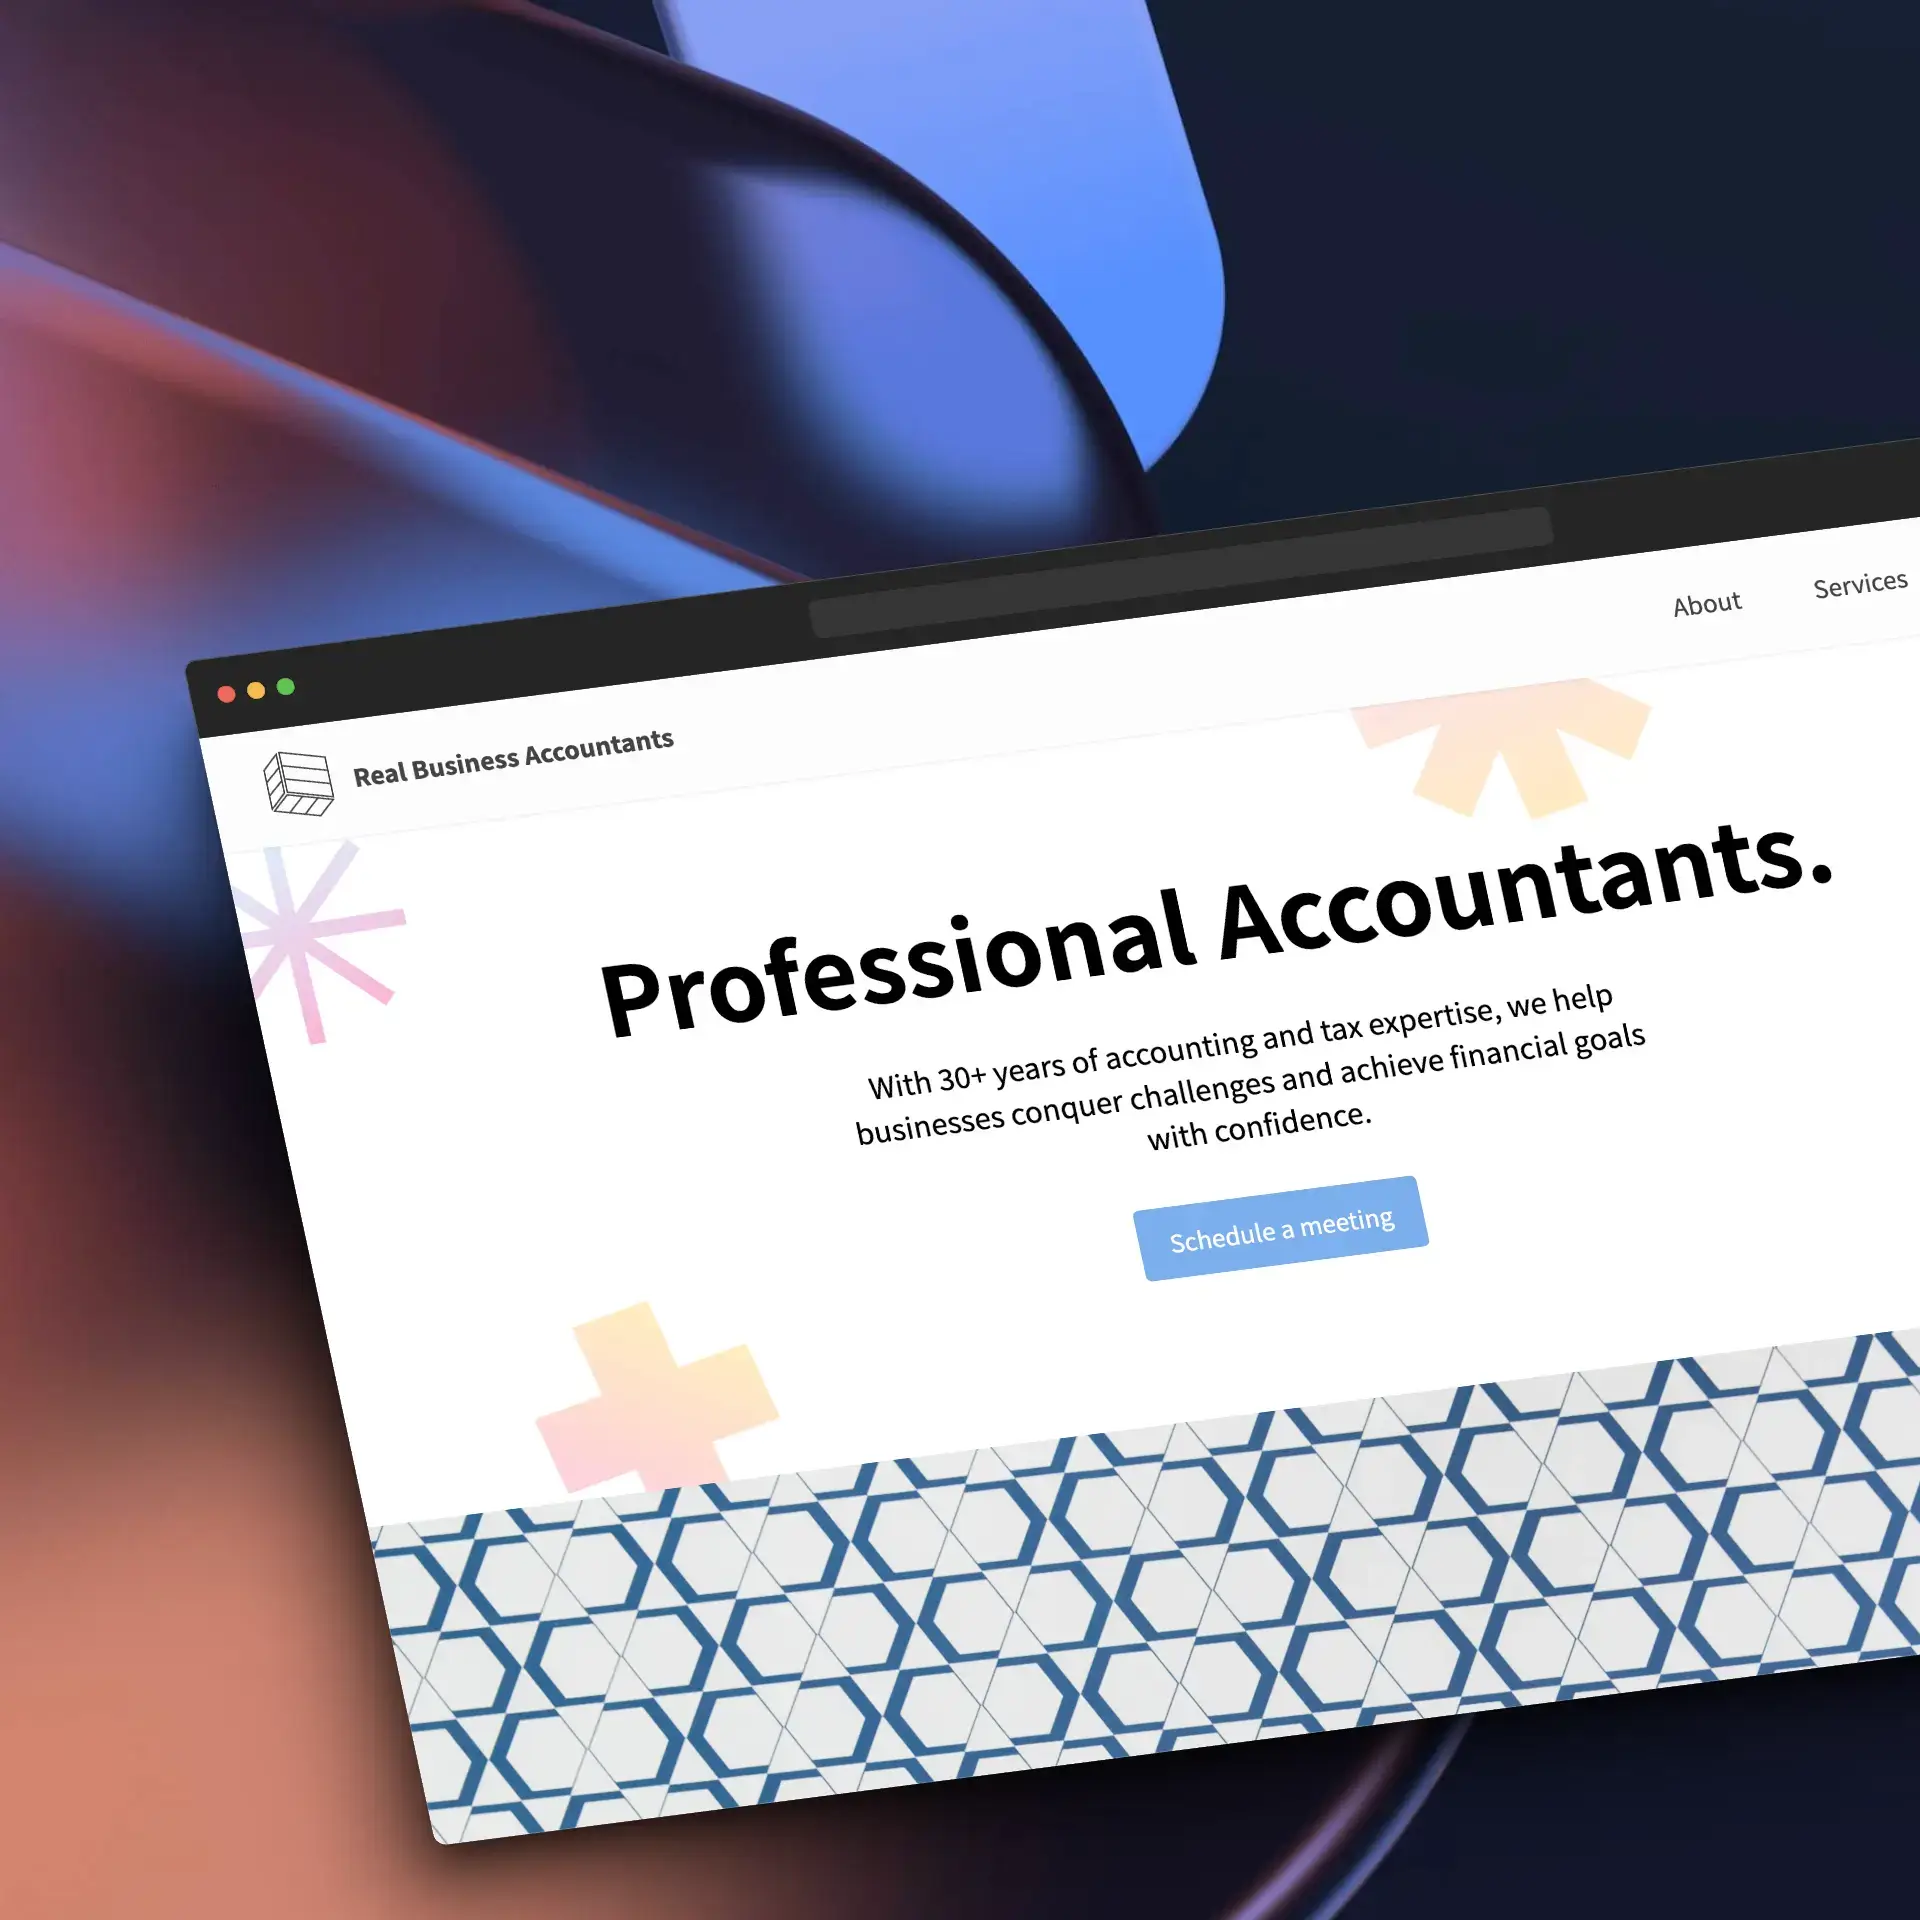 About
Services
Real Business Accountants
Professional Accountants.
With 30+ years of accounting and tax expertise, we help
businesses conquer challenges and achieve financial goals
with confidence.
Schedule a meeting